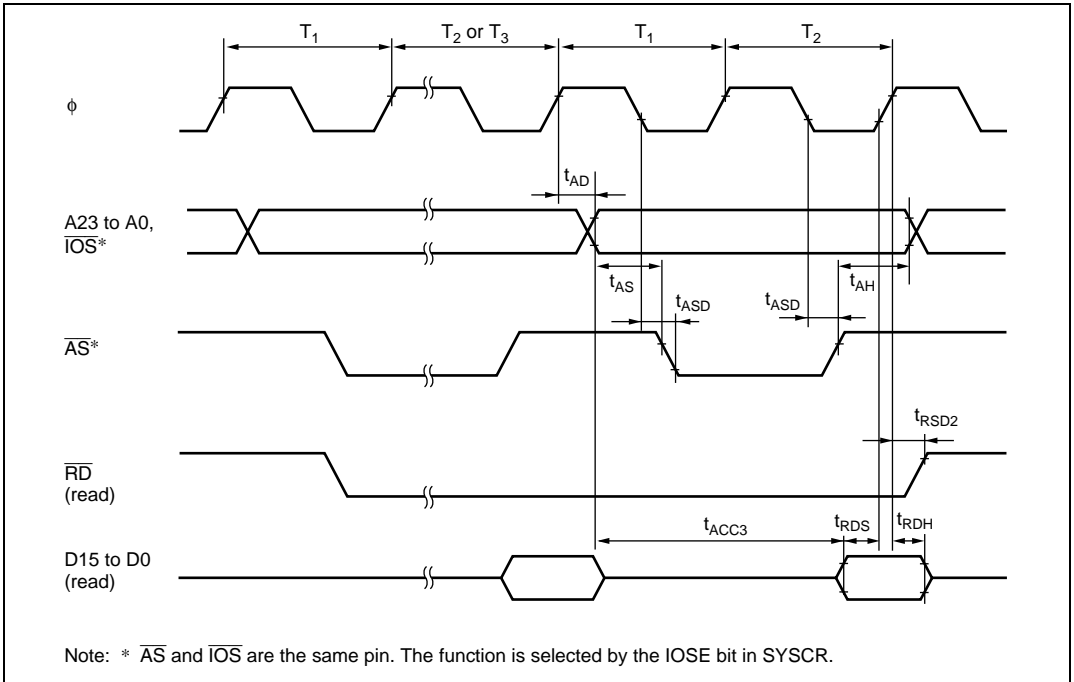 T1 T2 or T3 T1 T2
ϕ
tAD
A23 to A0,
IOS*
tAS tASD tASD tAH
AS*
tRSD2
RD
(read)
tACC3 tRDS tRDH
D15 to D0
(read)
Note: * AS and IOS are the same pin. The function is selected by the IOSE bit in SYSCR.